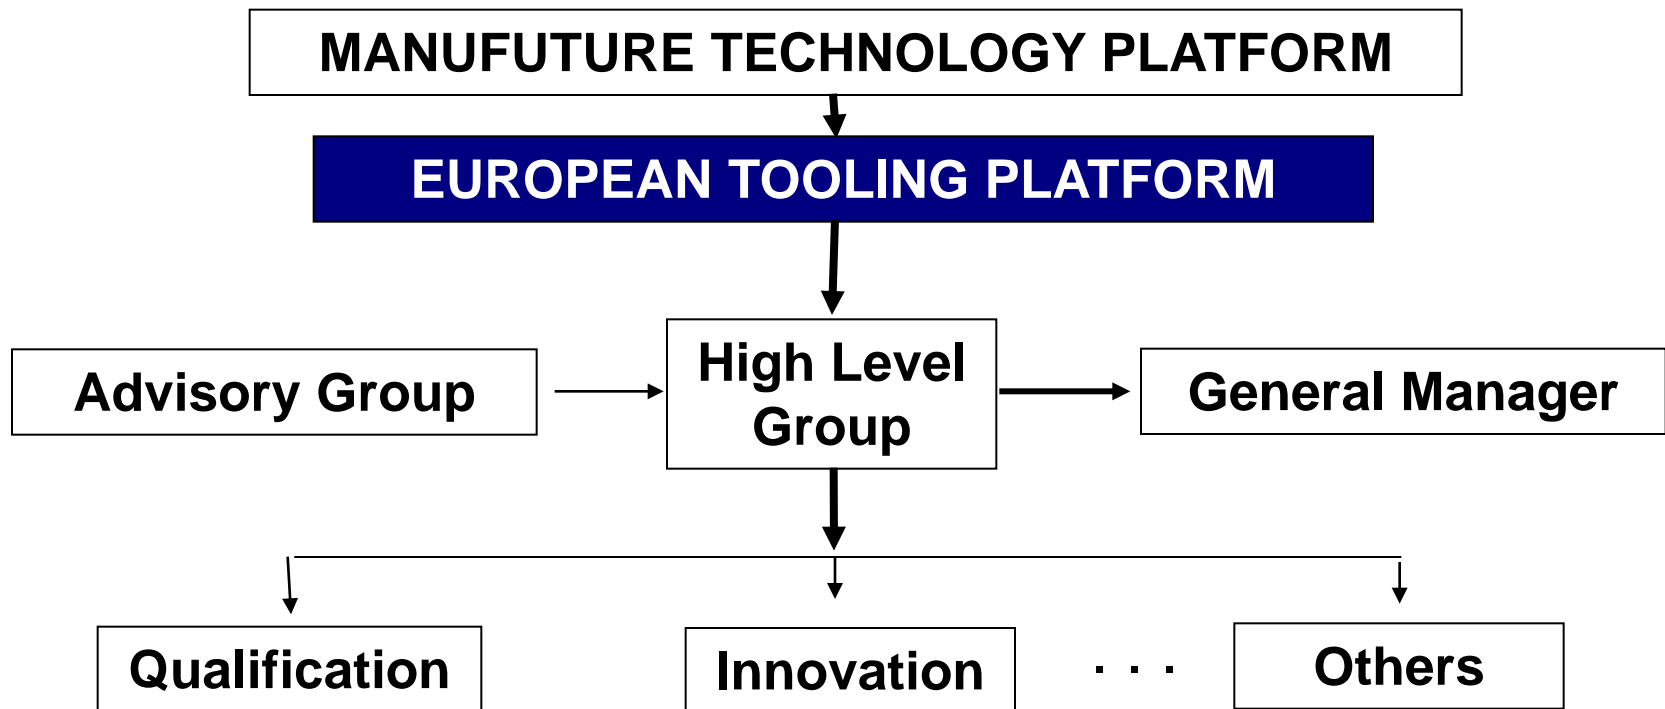 MANUFUTURE TECHNOLOGY PLATFORM
EUROPEAN TOOLING PLATFORM
Advisory Group
High Level
Group
General Manager
Qualification
Innovation
. . .
Others